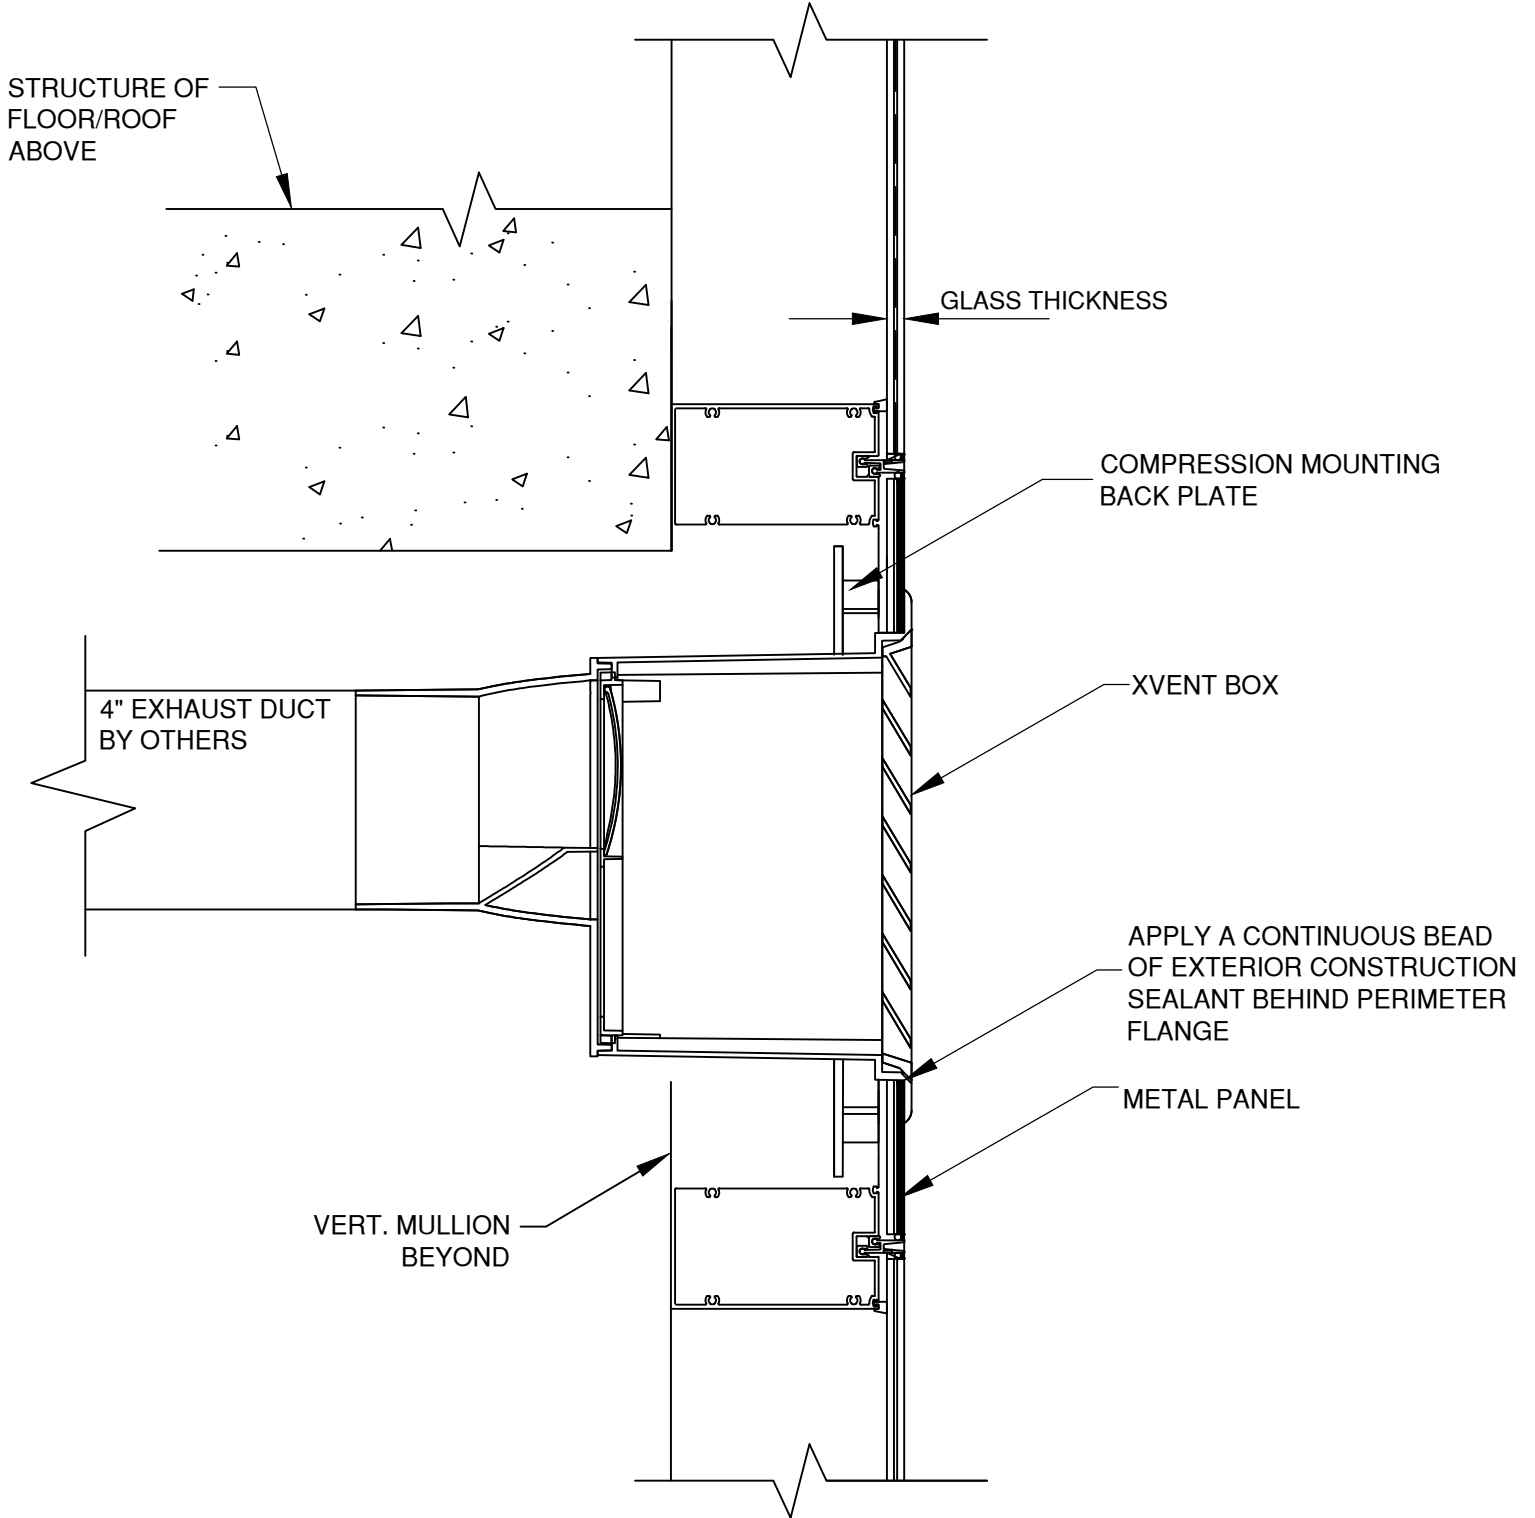 STRUCTURE OF
FLOOR/ROOF
ABOVE
GLASS THICKNESS
COMPRESSION MOUNTING
BACK PLATE
XVENT BOX
4" EXHAUST DUCT
BY OTHERS
APPLY A CONTINUOUS BEAD
OF EXTERIOR CONSTRUCTION
SEALANT BEHIND PERIMETER
FLANGE
METAL PANEL
VERT. MULLION
BEYOND